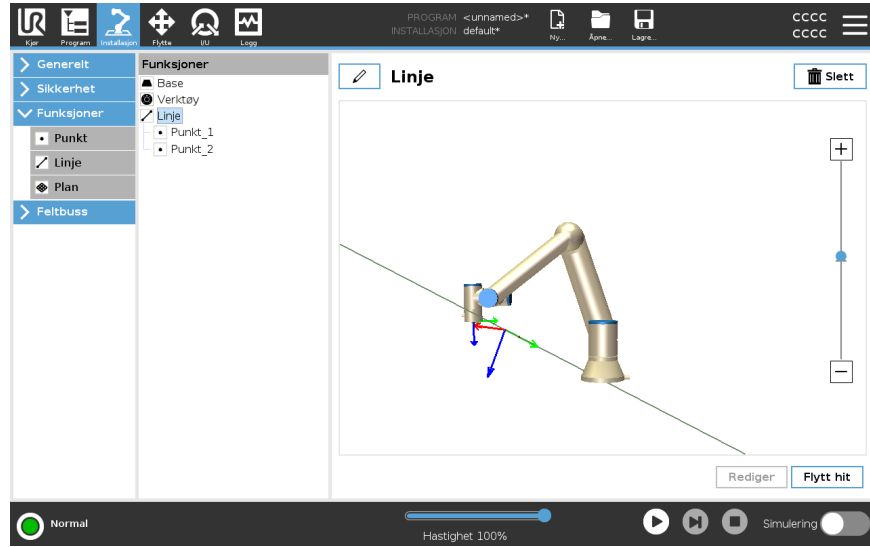 UR
PROGRAM <unnamed>*
INSTALLASJON default*
cccc
cccc
Kjør Program Installasjon Flytte I/U Logg Ny... Åpne... Lagre...
Generelt
Sikkerhet
Funksjoner
Punkt
Linje
Plan
Feltbuss
Funksjoner
Base
Verktøy
Linje
Punkt_1
Punkt_2
Linje
Slett
Rediger Flytt hit
Normal
Hastighet 100%
Simulering